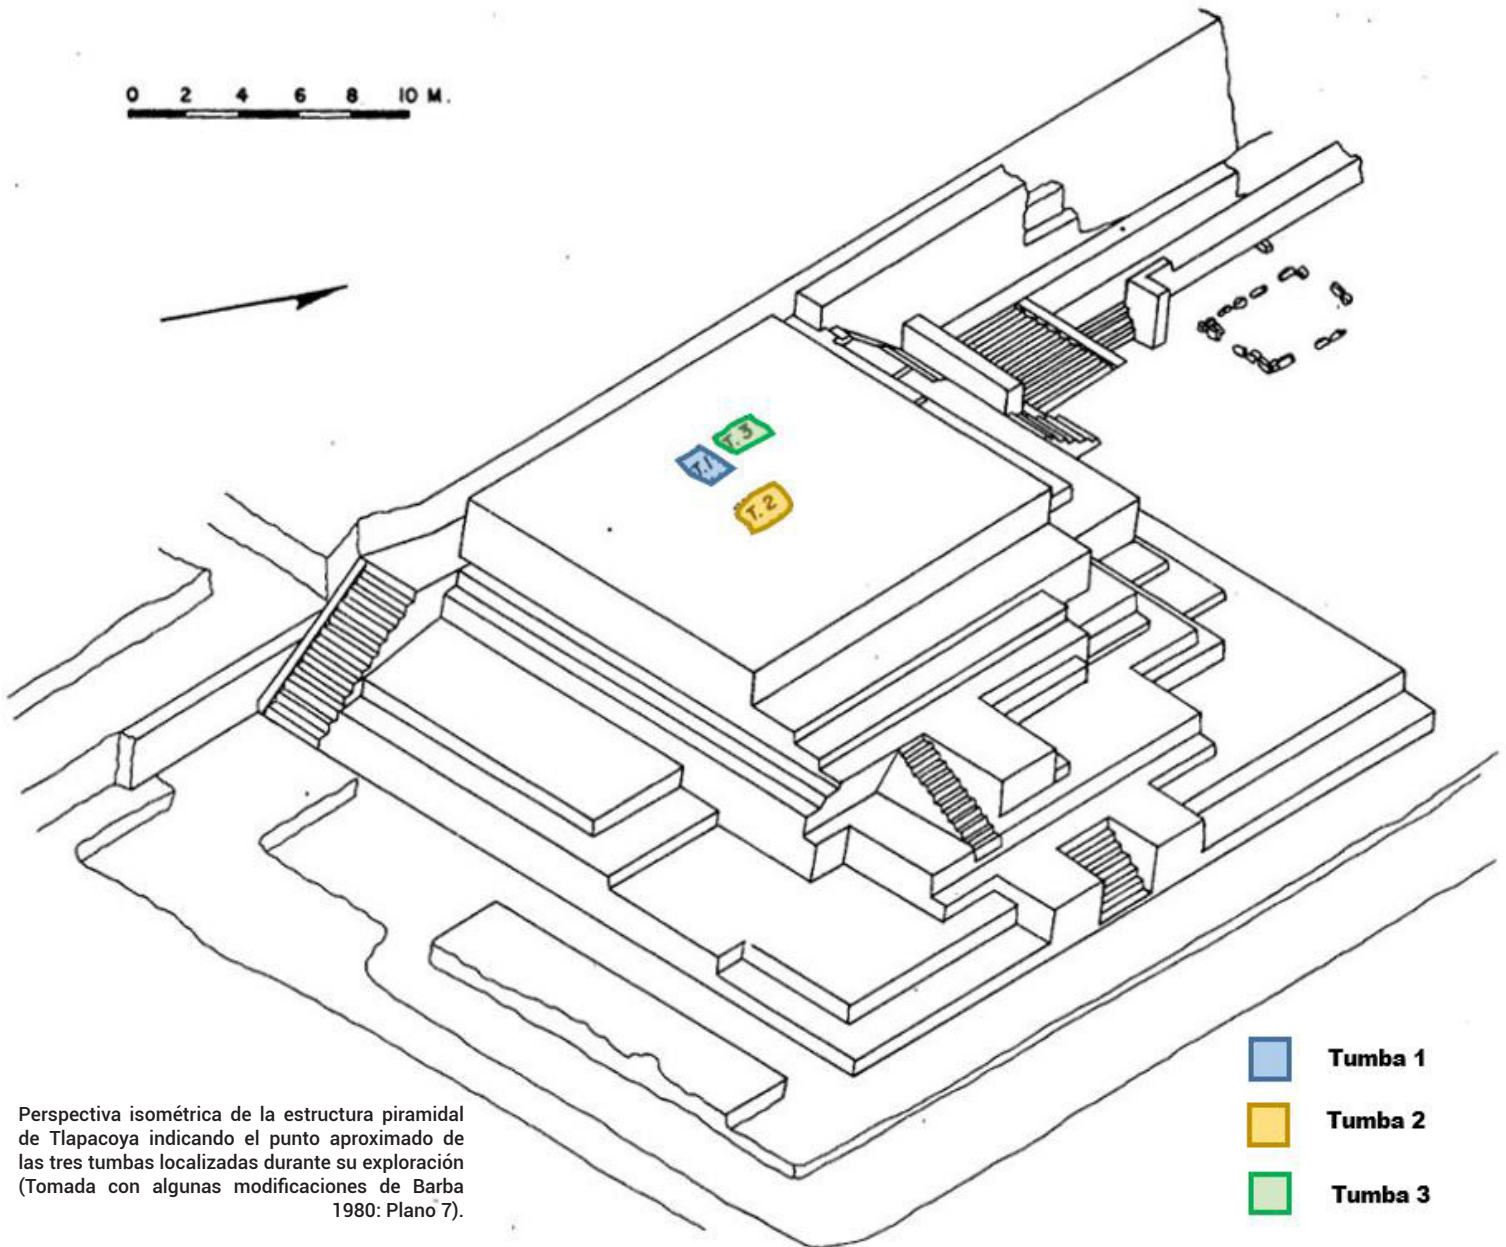 0 2 4 6 8 10 M.
T. 3
T. 1
T. 2
Tumba 1
Tumba 2
Tumba 3
Perspectiva isométrica de la estructura piramidal
de Tlapacoya indicando el punto aproximado de
las tres tumbas localizadas durante su exploración
(Tomada con algunas modificaciones de Barba
1980: Plano 7).